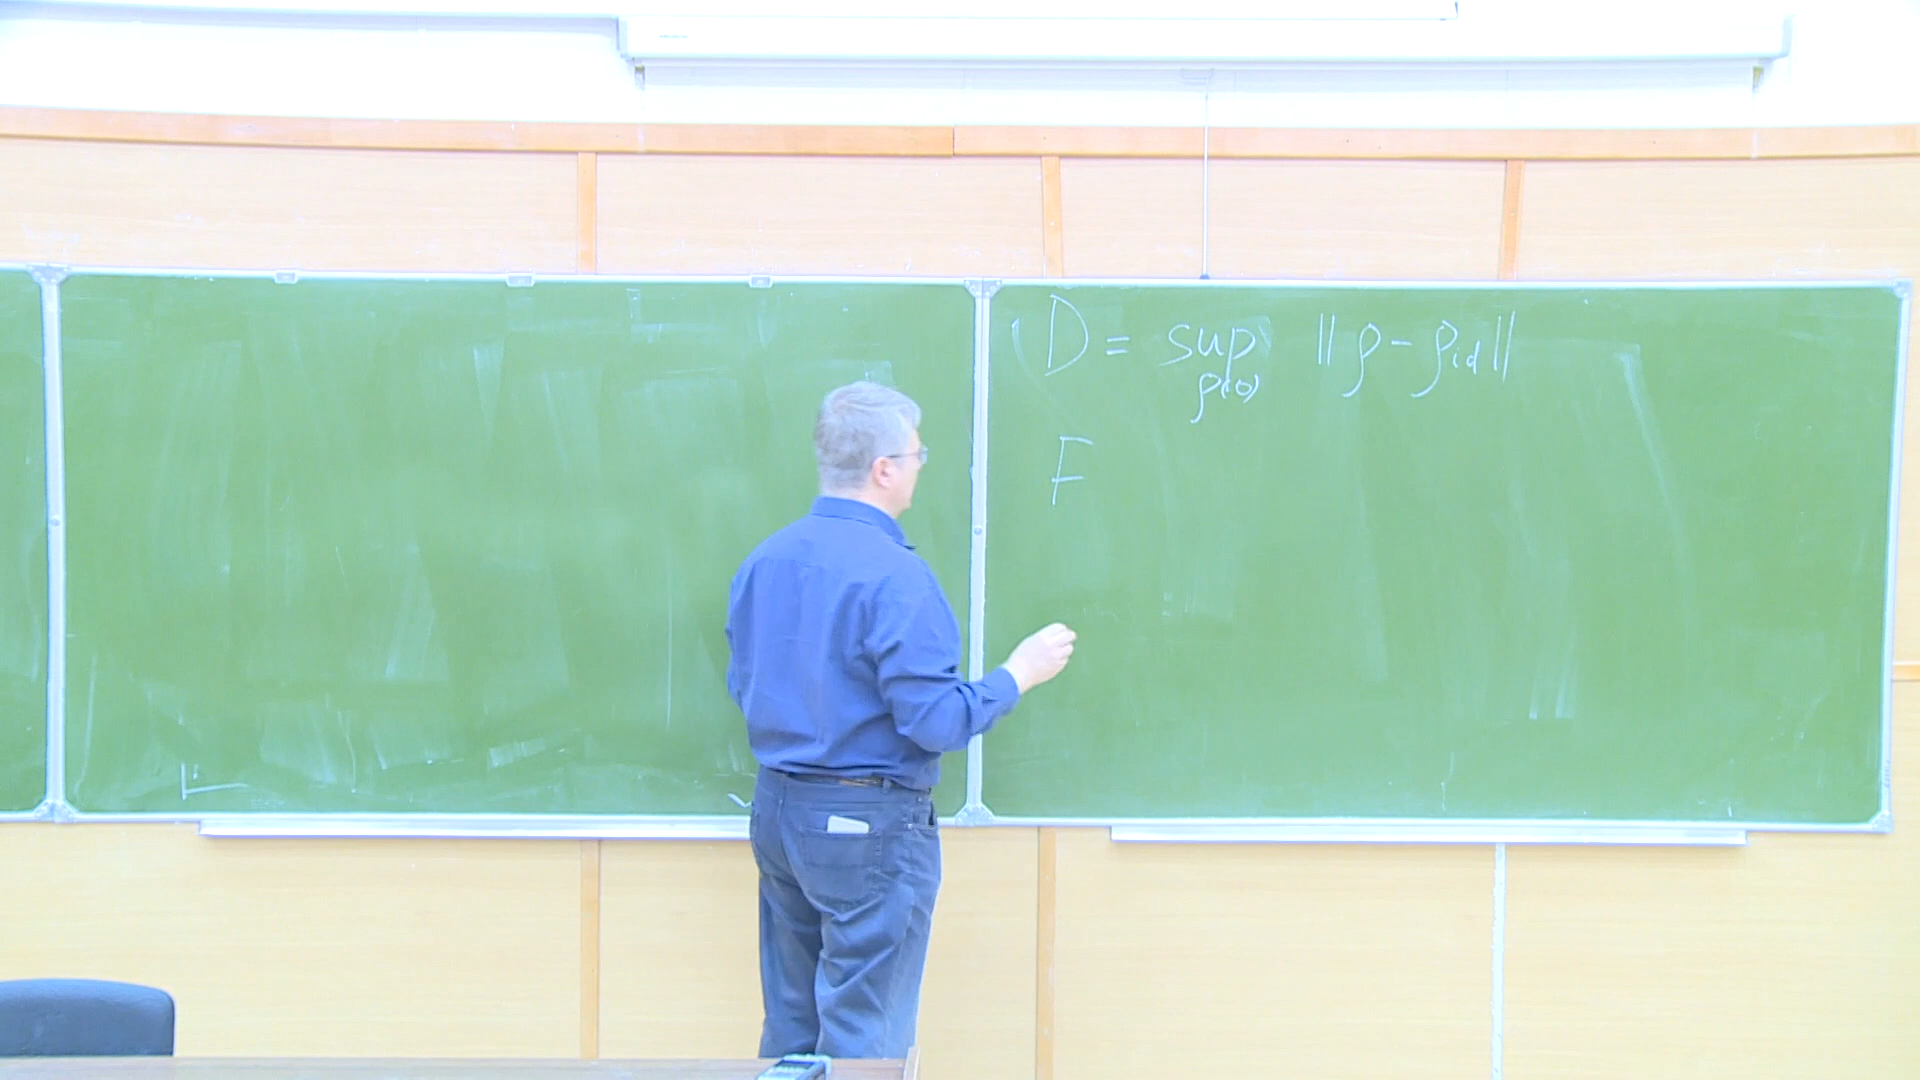 D = sup ‖ρ - ρ_id‖
ρ(0)
F